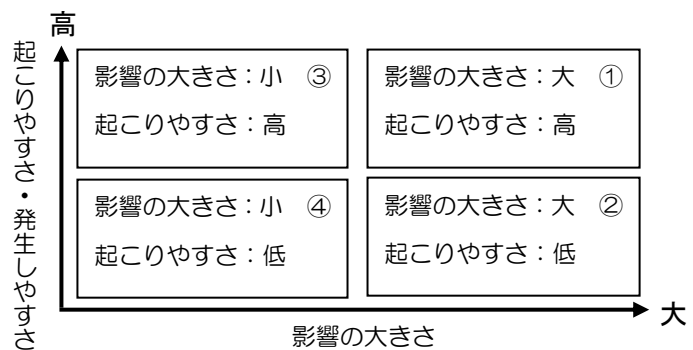 高
起こりやすさ・発生しやすさ
影響の大きさ：小　③
起こりやすさ：高
影響の大きさ：大　①
起こりやすさ：高
影響の大きさ：小　④
起こりやすさ：低
影響の大きさ：大　②
起こりやすさ：低
大
影響の大きさ